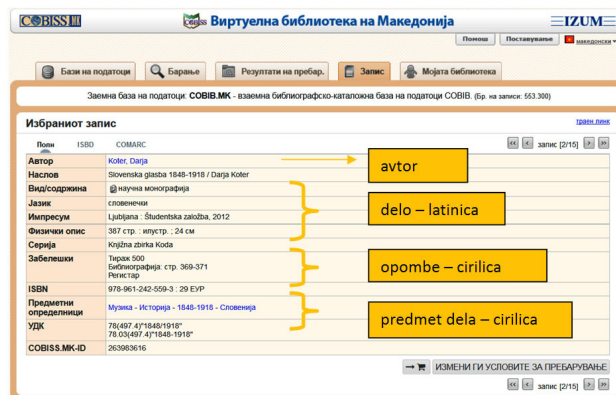 COBISS Виртуелна библиотека на Македонија IZUM
Помош Поставување македонски
Бази на податоци Барање Резултати на пребар. Запис Мојата библиотека
Заемна база на податоци: COBIB.MK - взаемна библиографско-каталожна база на податоци COBIB. (Бр. на записи: 553.300)
Избраниот запис траен линк
Полн ISBD COMARC запис [2/15]
Автор Koter, Darja
avtor
Наслов Slovenska glasba 1848-1918 / Darja Koter
Вид/содржина научна монографија
Јазик словенечки
delo – latinica
Импресум Ljubljana : Študentska založba, 2012
Физички опис 387 стр. : илустр. ; 24 см
Серија Knjižna zbirka Koda
Забелешки Тираж 500
Библиографија: стр. 369-371
Регистар
opombe – cirilica
ISBN 978-961-242-559-3 : 29 ЕУР
Предметни определници Музика - Историја - 1848-1918 - Словенија
predmet dela – cirilica
УДК 78(497.4)"1848/1918"
78.03(497.4)"1848-1918"
COBISS.MK-ID 263983616
ИЗМЕНИ ГИ УСЛОВИТЕ ЗА ПРЕБАРУВАЊЕ
запис [2/15]